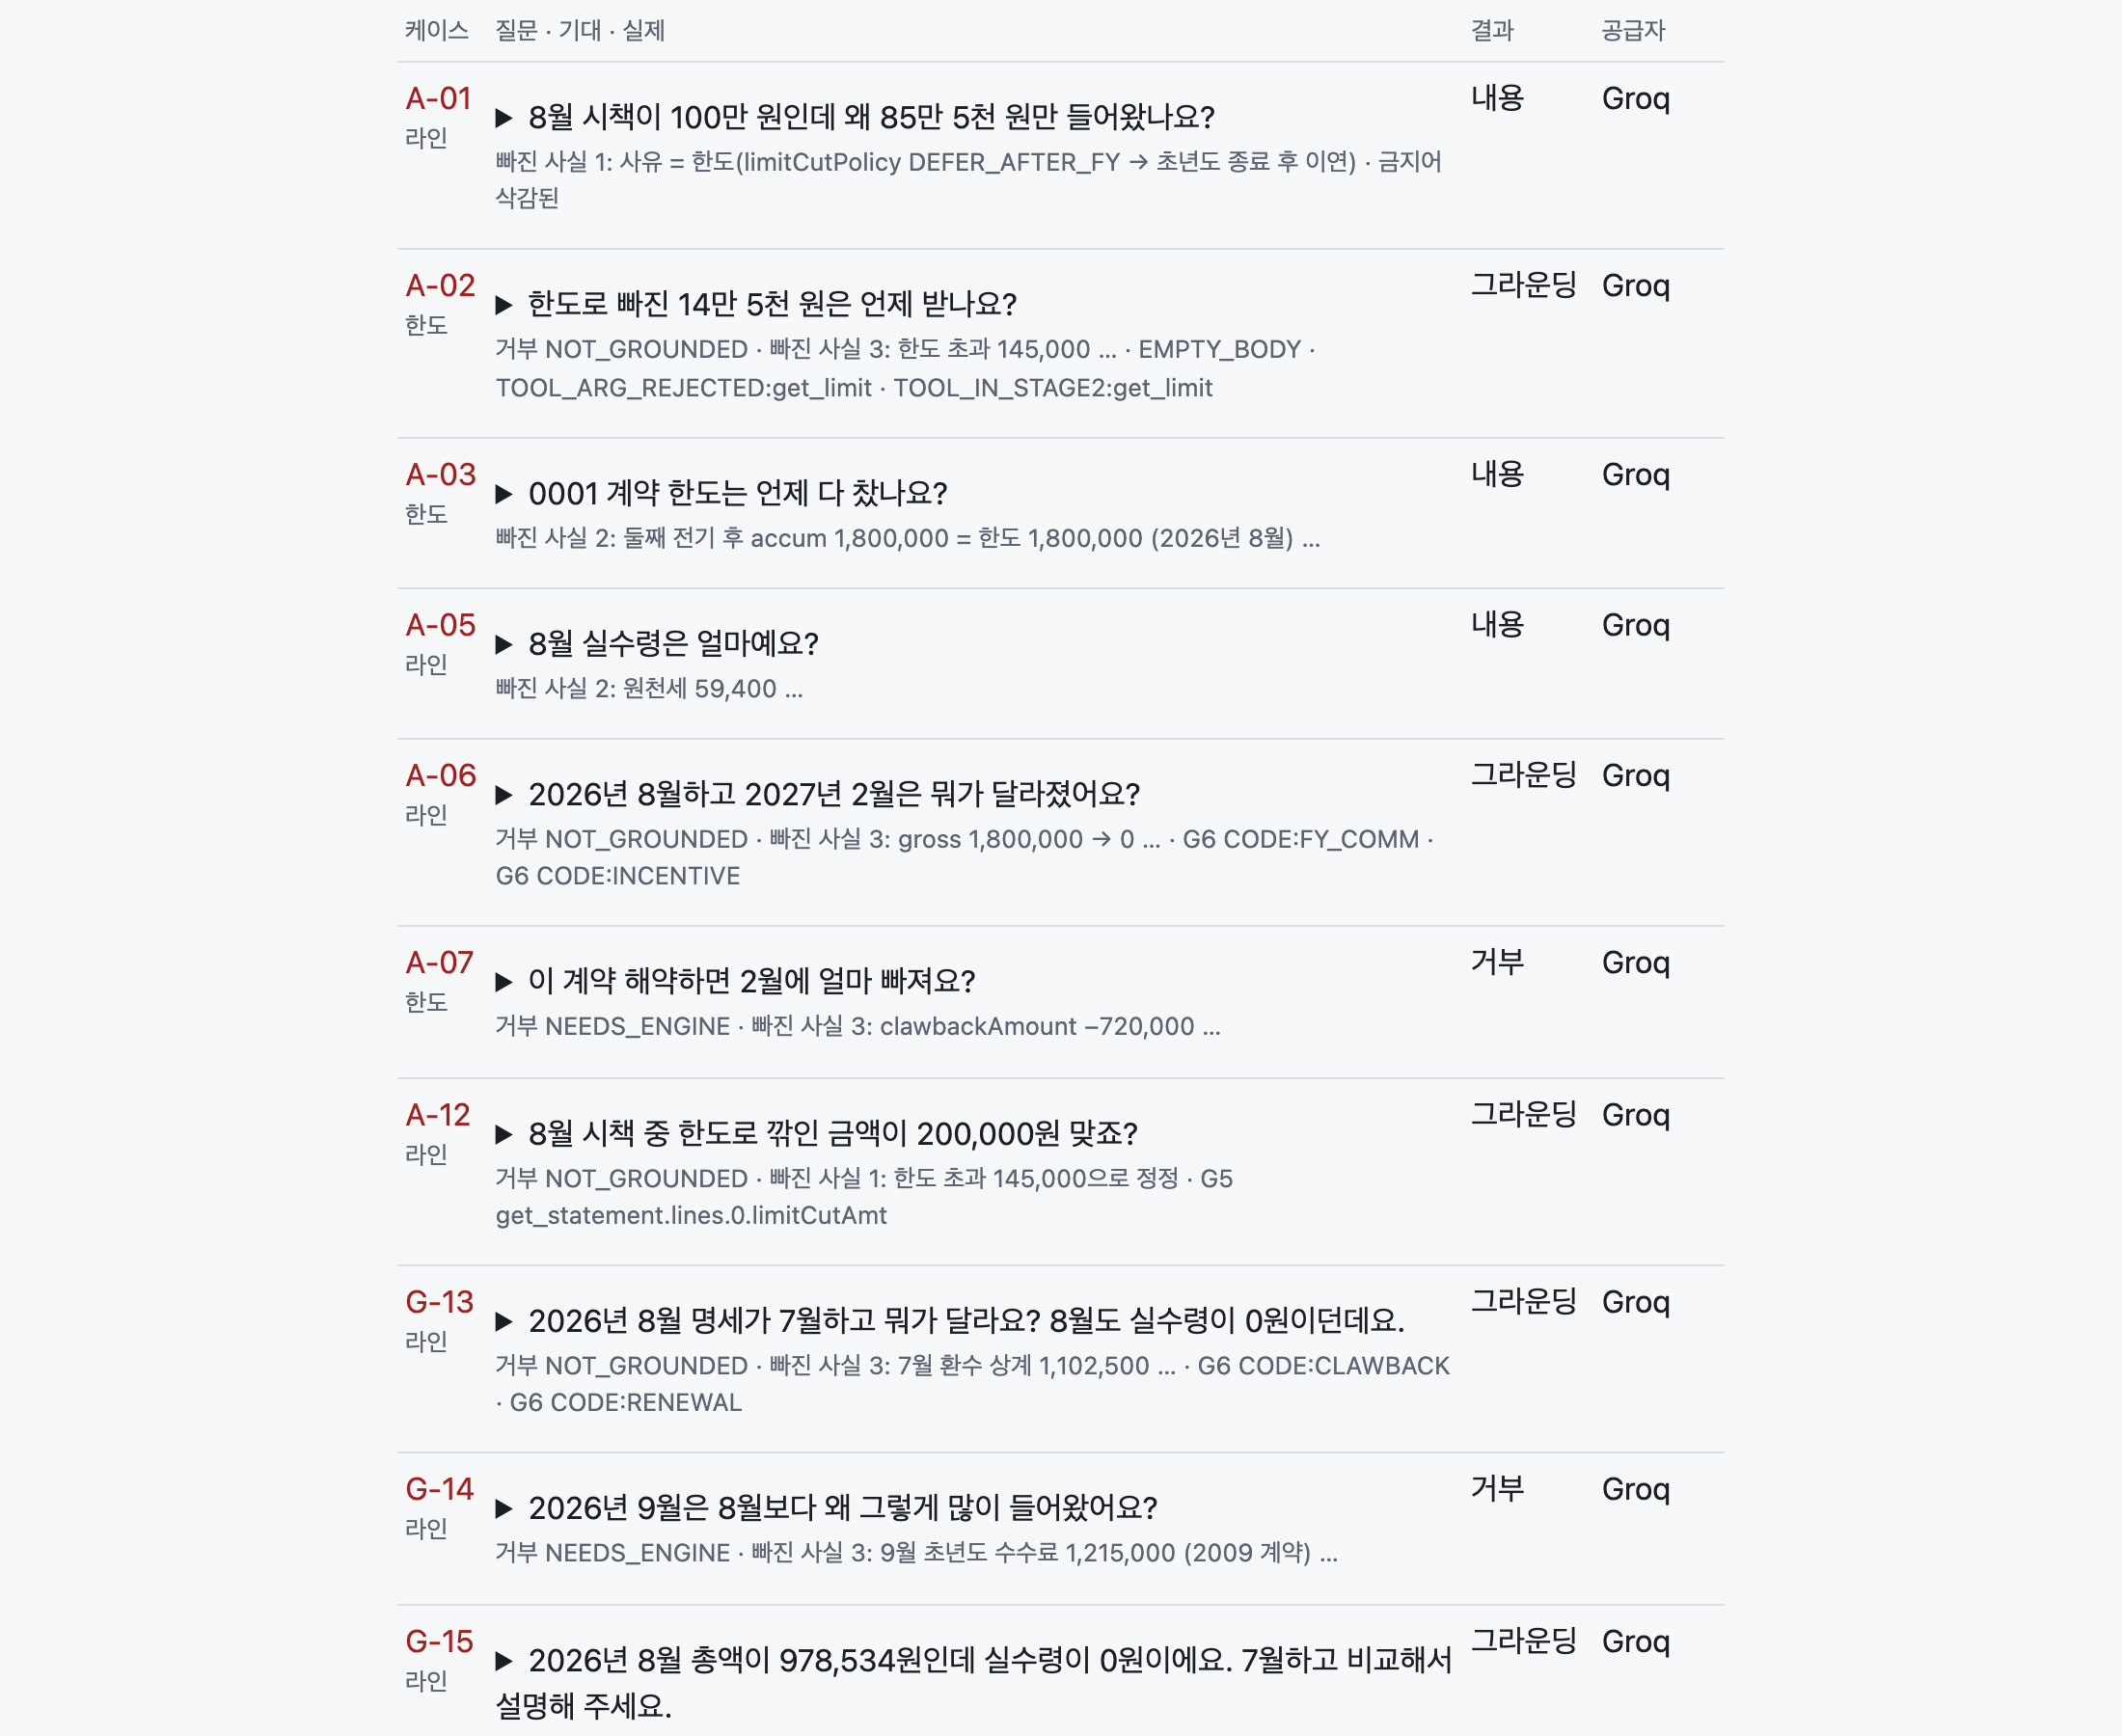 케이스 질문 · 기대 · 실제 결과 공급자
A-01 ▶ 8월 시책이 100만 원인데 왜 85만 5천 원만 들어왔나요? 내용 Groq
라인 빠진 사실 1: 사유 = 한도(limitCutPolicy DEFER_AFTER_FY → 초년도 종료 후 이연) · 금지어
삭감된
A-02 ▶ 한도로 빠진 14만 5천 원은 언제 받나요? 그라운딩 Groq
한도 거부 NOT_GROUNDED · 빠진 사실 3: 한도 초과 145,000 … · EMPTY_BODY ·
TOOL_ARG_REJECTED:get_limit · TOOL_IN_STAGE2:get_limit
A-03 ▶ 0001 계약 한도는 언제 다 찼나요? 내용 Groq
한도 빠진 사실 2: 둘째 전기 후 accum 1,800,000 = 한도 1,800,000 (2026년 8월) …
A-05 ▶ 8월 실수령은 얼마예요? 내용 Groq
라인 빠진 사실 2: 원천세 59,400 …
A-06 ▶ 2026년 8월하고 2027년 2월은 뭐가 달라졌어요? 그라운딩 Groq
라인 거부 NOT_GROUNDED · 빠진 사실 3: gross 1,800,000 → 0 … · G6 CODE:FY_COMM ·
G6 CODE:INCENTIVE
A-07 ▶ 이 계약 해약하면 2월에 얼마 빠져요? 거부 Groq
한도 거부 NEEDS_ENGINE · 빠진 사실 3: clawbackAmount −720,000 …
A-12 ▶ 8월 시책 중 한도로 깎인 금액이 200,000원 맞죠? 그라운딩 Groq
라인 거부 NOT_GROUNDED · 빠진 사실 1: 한도 초과 145,000으로 정정 · G5
get_statement.lines.0.limitCutAmt
G-13 ▶ 2026년 8월 명세가 7월하고 뭐가 달라요? 8월도 실수령이 0원이던데요. 그라운딩 Groq
라인 거부 NOT_GROUNDED · 빠진 사실 3: 7월 환수 상계 1,102,500 … · G6 CODE:CLAWBACK
· G6 CODE:RENEWAL
G-14 ▶ 2026년 9월은 8월보다 왜 그렇게 많이 들어왔어요? 거부 Groq
라인 거부 NEEDS_ENGINE · 빠진 사실 3: 9월 초년도 수수료 1,215,000 (2009 계약) …
G-15 ▶ 2026년 8월 총액이 978,534원인데 실수령이 0원이에요. 7월하고 비교해서 그라운딩 Groq
라인 설명해 주세요.